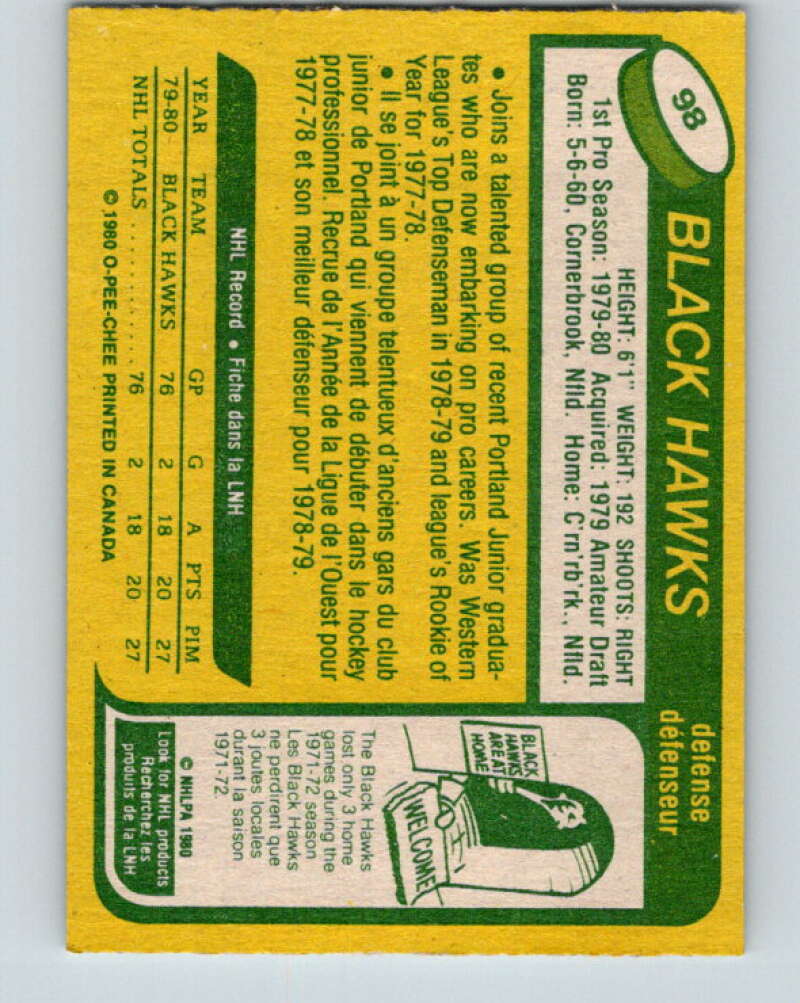 98
BLACK HAWKS
defense
défenseur
HEIGHT: 6'1" WEIGHT: 192 SHOOTS: RIGHT
1st Pro Season: 1979-80 Acquired: 1979 Amateur Draft
Born: 5-6-60, Cornerbrook, Nfld. Home: C'rn'rb'rk., Nfld.
● Joins a talented group of recent Portland Junior gradua-
tes who are now embarking on pro careers. Was Western
League's Top Defenseman in 1978-79 and league's Rookie of
Year for 1977-78.
● Il se joint à un groupe telentueux d'anciens gars du club
junior de Portland qui viennent de débuter dans le hockey
professionnel. Recrue de l'Année de la Ligue de l'Ouest pour
1977-78 et son meilleur défenseur pour 1978-79.
NHL Record ● Fiche dans la LNH
YEAR TEAM GP G A PTS PIM
79-80 BLACK HAWKS 76 2 18 20 27
NHL TOTALS .......... 76 2 18 20 27
© 1980 O-PEE-CHEE PRINTED IN CANADA
BLACK
HAWKS
ARE AT
HOME
WELCOME
The Black Hawks
lost only 3 home
games during the
1971-72 season
Les Black Hawks
ne perdirent que
3 joutes locales
durant la saison
1971-72.
© NHLPA 1980
Look for NHL products
Recherchez les
produits de la LNH